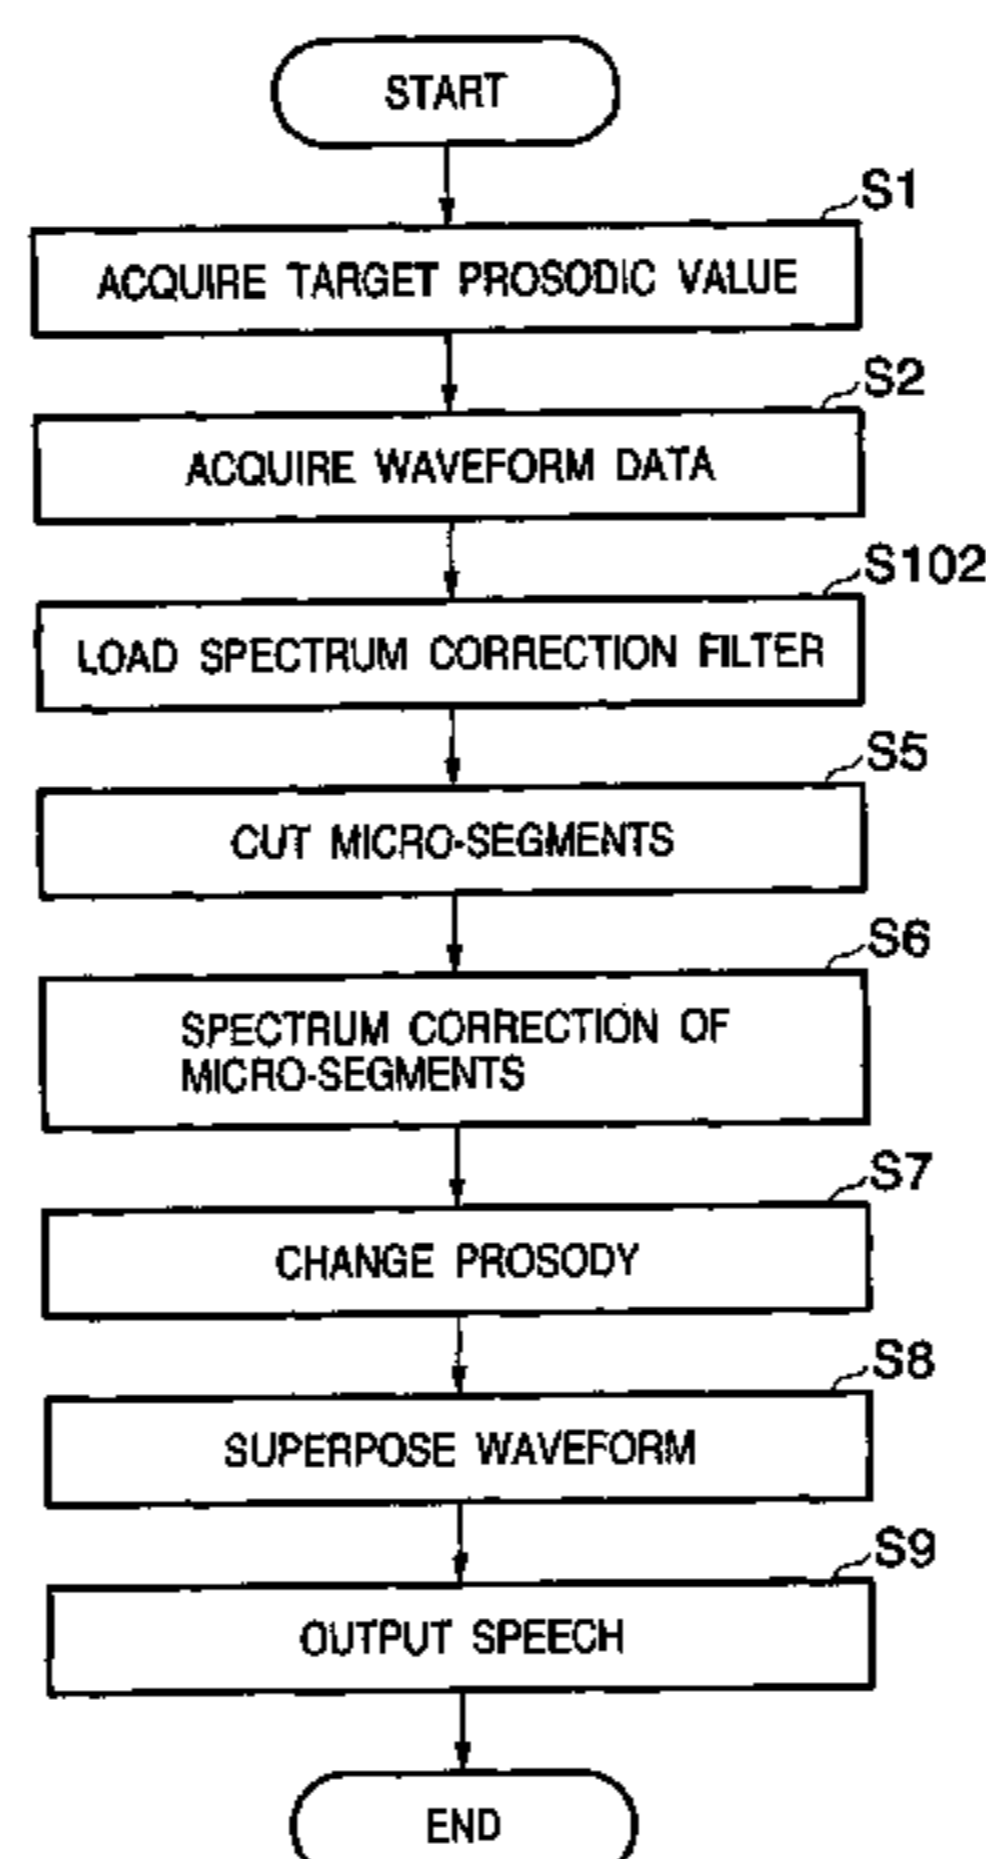 START
S1
ACQUIRE TARGET PROSODIC VALUE
S2
ACQUIRE WAVEFORM DATA
S102
LOAD SPECTRUM CORRECTION FILTER
S5
CUT MICRO-SEGMENTS
S6
SPECTRUM CORRECTION OF
MICRO-SEGMENTS
S7
CHANGE PROSODY
S8
SUPERPOSE WAVEFORM
S9
OUTPUT SPEECH
END